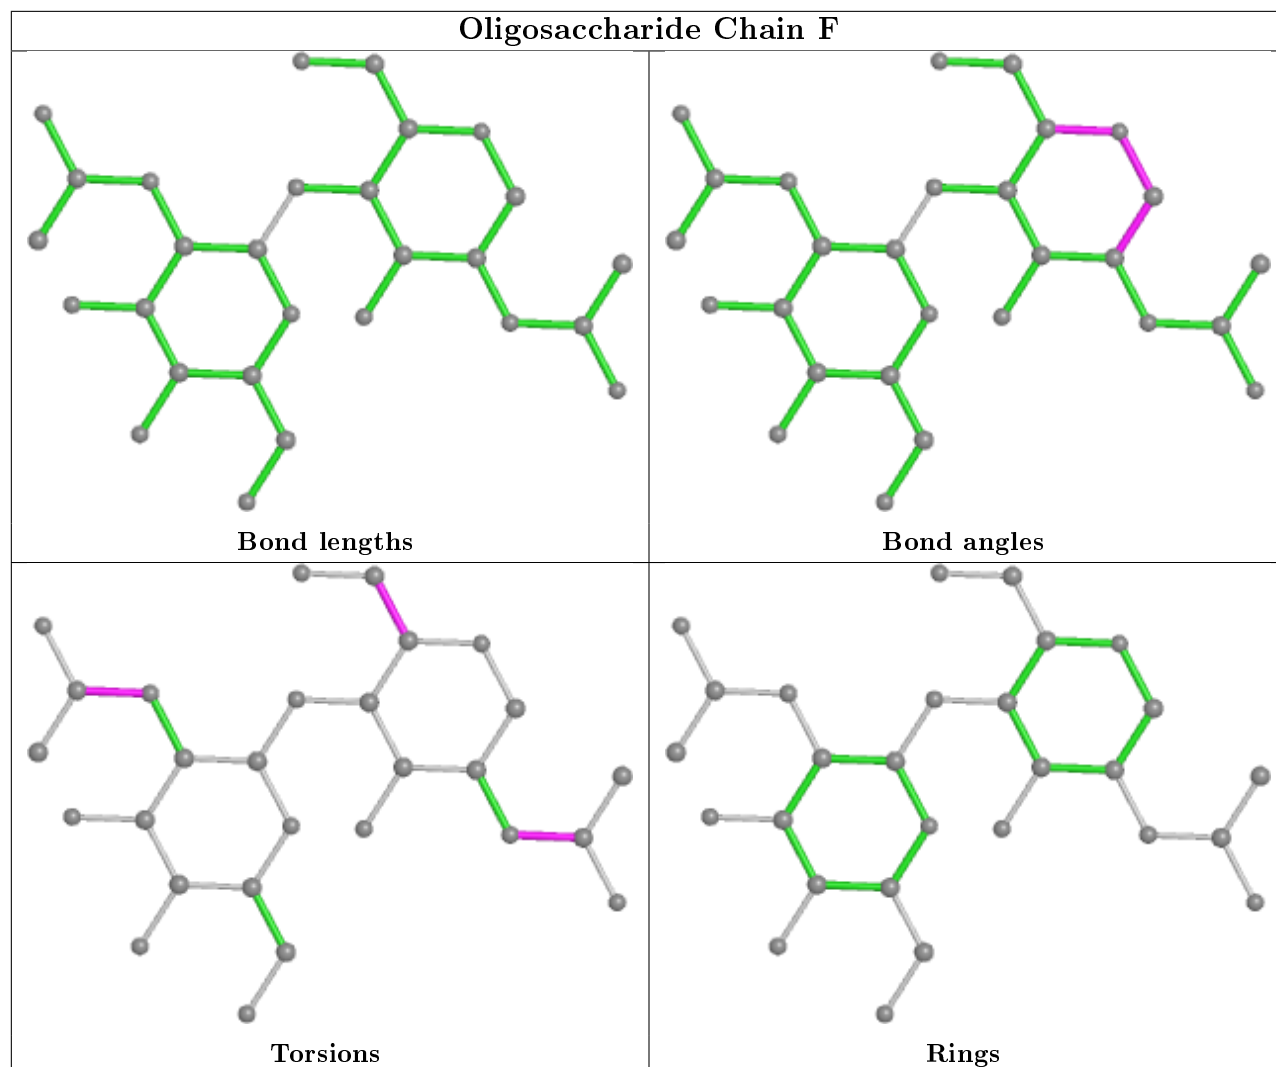 Oligosaccharide Chain F
Bond lengths
Bond angles
Torsions
Rings